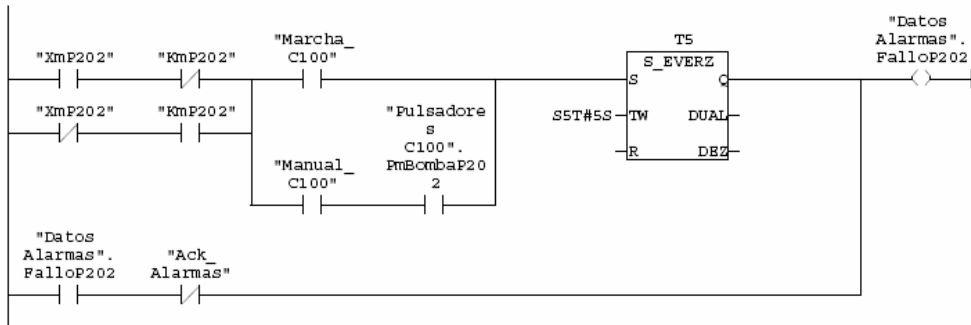 "Datos
Alarmas".
FalloP202
"Marcha_
C100"
T5
"XmP202"
"KmP202"
S_EVERZ
S
Q
"XmP202"
"KmP202"
"Pulsadore
s
C100".
PmBombaP20
2
S5T#5S
TW
DUAL
"Manual_
C100"
R
DEZ
"Datos
Alarmas".
FalloP202
"Ack_
Alarmas"